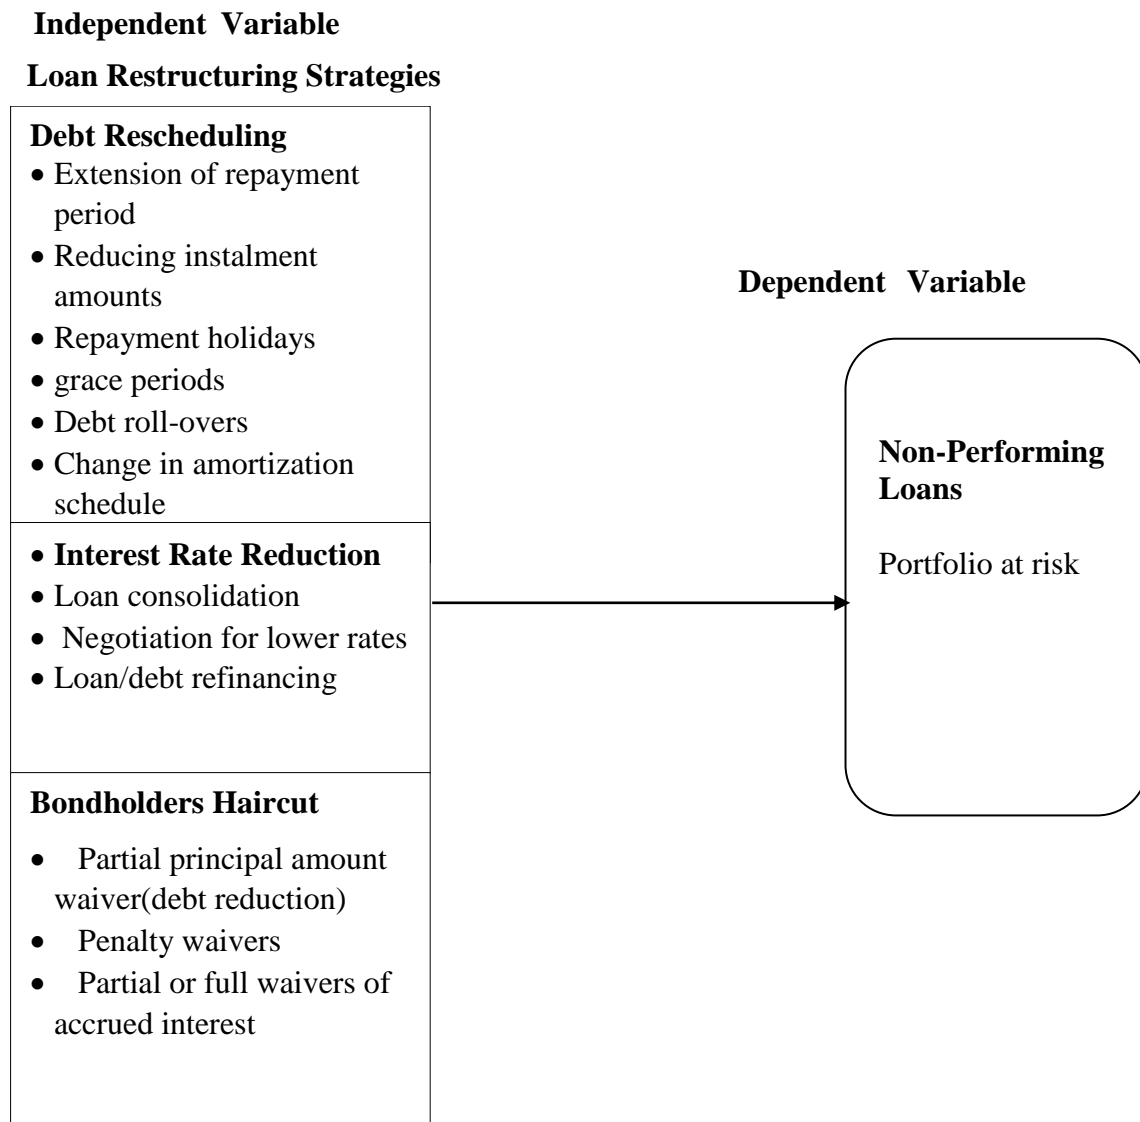 Independent Variable
Loan Restructuring Strategies
Debt Rescheduling
• Extension of repayment
period
• Reducing instalment
amounts
• Repayment holidays
• grace periods
• Debt roll-overs
• Change in amortization
schedule
• Interest Rate Reduction
• Loan consolidation
• Negotiation for lower rates
• Loan/debt refinancing
Bondholders Haircut
• Partial principal amount
waiver(debt reduction)
• Penalty waivers
• Partial or full waivers of
accrued interest
Dependent Variable
Non-Performing
Loans
Portfolio at risk